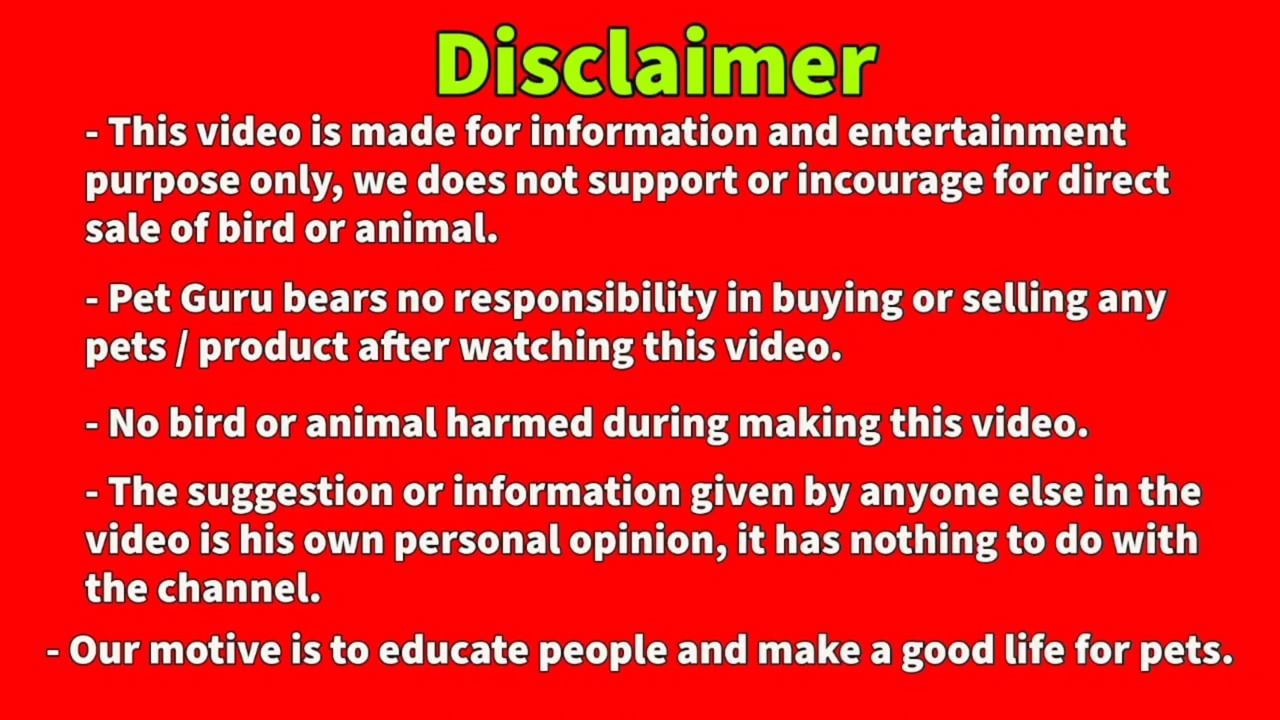 Disclaimer
- This video is made for information and entertainment
purpose only, we does not support or incourage for direct
sale of bird or animal.
- Pet Guru bears no responsibility in buying or selling any
pets / product after watching this video.
- No bird or animal harmed during making this video.
- The suggestion or information given by anyone else in the
video is his own personal opinion, it has nothing to do with
the channel.
- Our motive is to educate people and make a good life for pets.